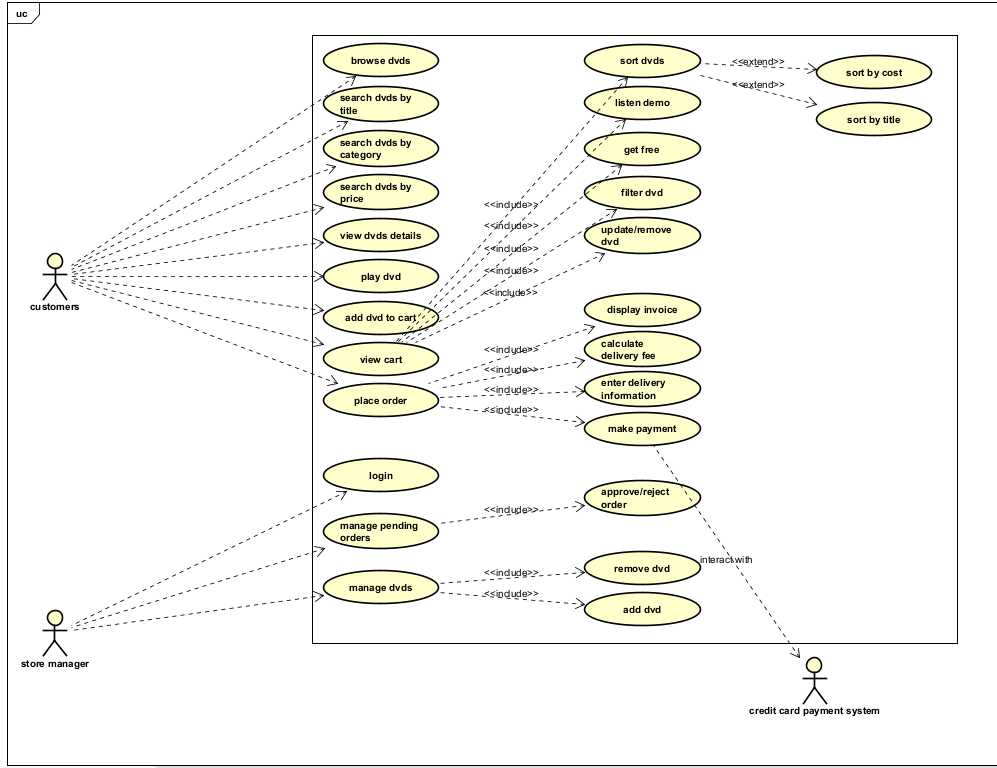 uc
browse dvds
search dvds by
title
search dvds by
category
search dvds by
price
view dvds details
play dvd
add dvd to cart
view cart
place order
login
manage pending
orders
manage dvds
customers
store manager
<<include>>
<<include>>
<<include>>
<<include>>
<<include>>
<<include>>
<<include>>
<<include>>
<<include>>
<<include>>
<<include>>
<<include>>
sort dvds
listen demo
get free
filter dvd
update/remove
dvd
display invoice
calculate
delivery fee
enter delivery
information
make payment
approve/reject
order
remove dvd
add dvd
<<extend>>
<<extend>>
sort by cost
sort by title
interact with
credit card payment system